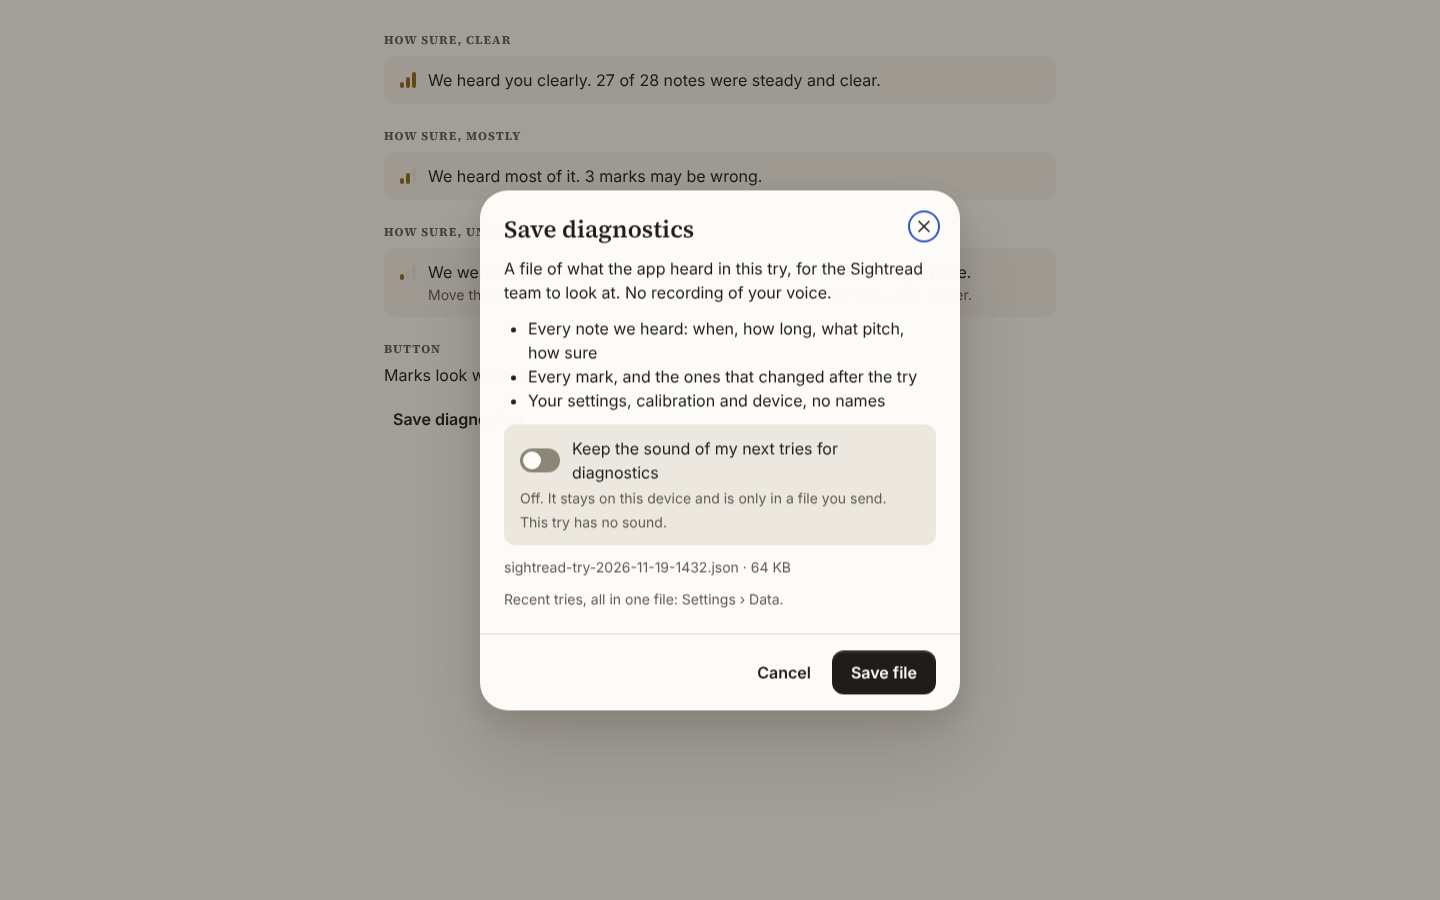 HOW SURE, CLEAR
We heard you clearly. 27 of 28 notes were steady and clear.
HOW SURE, MOSTLY
We heard most of it. 3 marks may be wrong.
HOW SURE,
We
Move
BUTTON
Marks look
Save
Save diagnostics
A file of what the app heard in this try, for the Sightread
team to look at. No recording of your voice.
• Every note we heard: when, how long, what pitch,
how sure
• Every mark, and the ones that changed after the try
• Your settings, calibration and device, no names
Keep the sound of my next tries for
diagnostics
Off. It stays on this device and is only in a file you send.
This try has no sound.
sightread-try-2026-11-19-1432.json · 64 KB
Recent tries, all in one file: Settings › Data.
Cancel
Save file